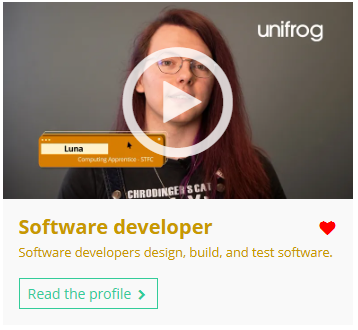 unifrog
Luna
Computing Apprentice - STFC
CHRODINGER'S CAT
Software developer
Software developers design, build, and test software.
Read the profile